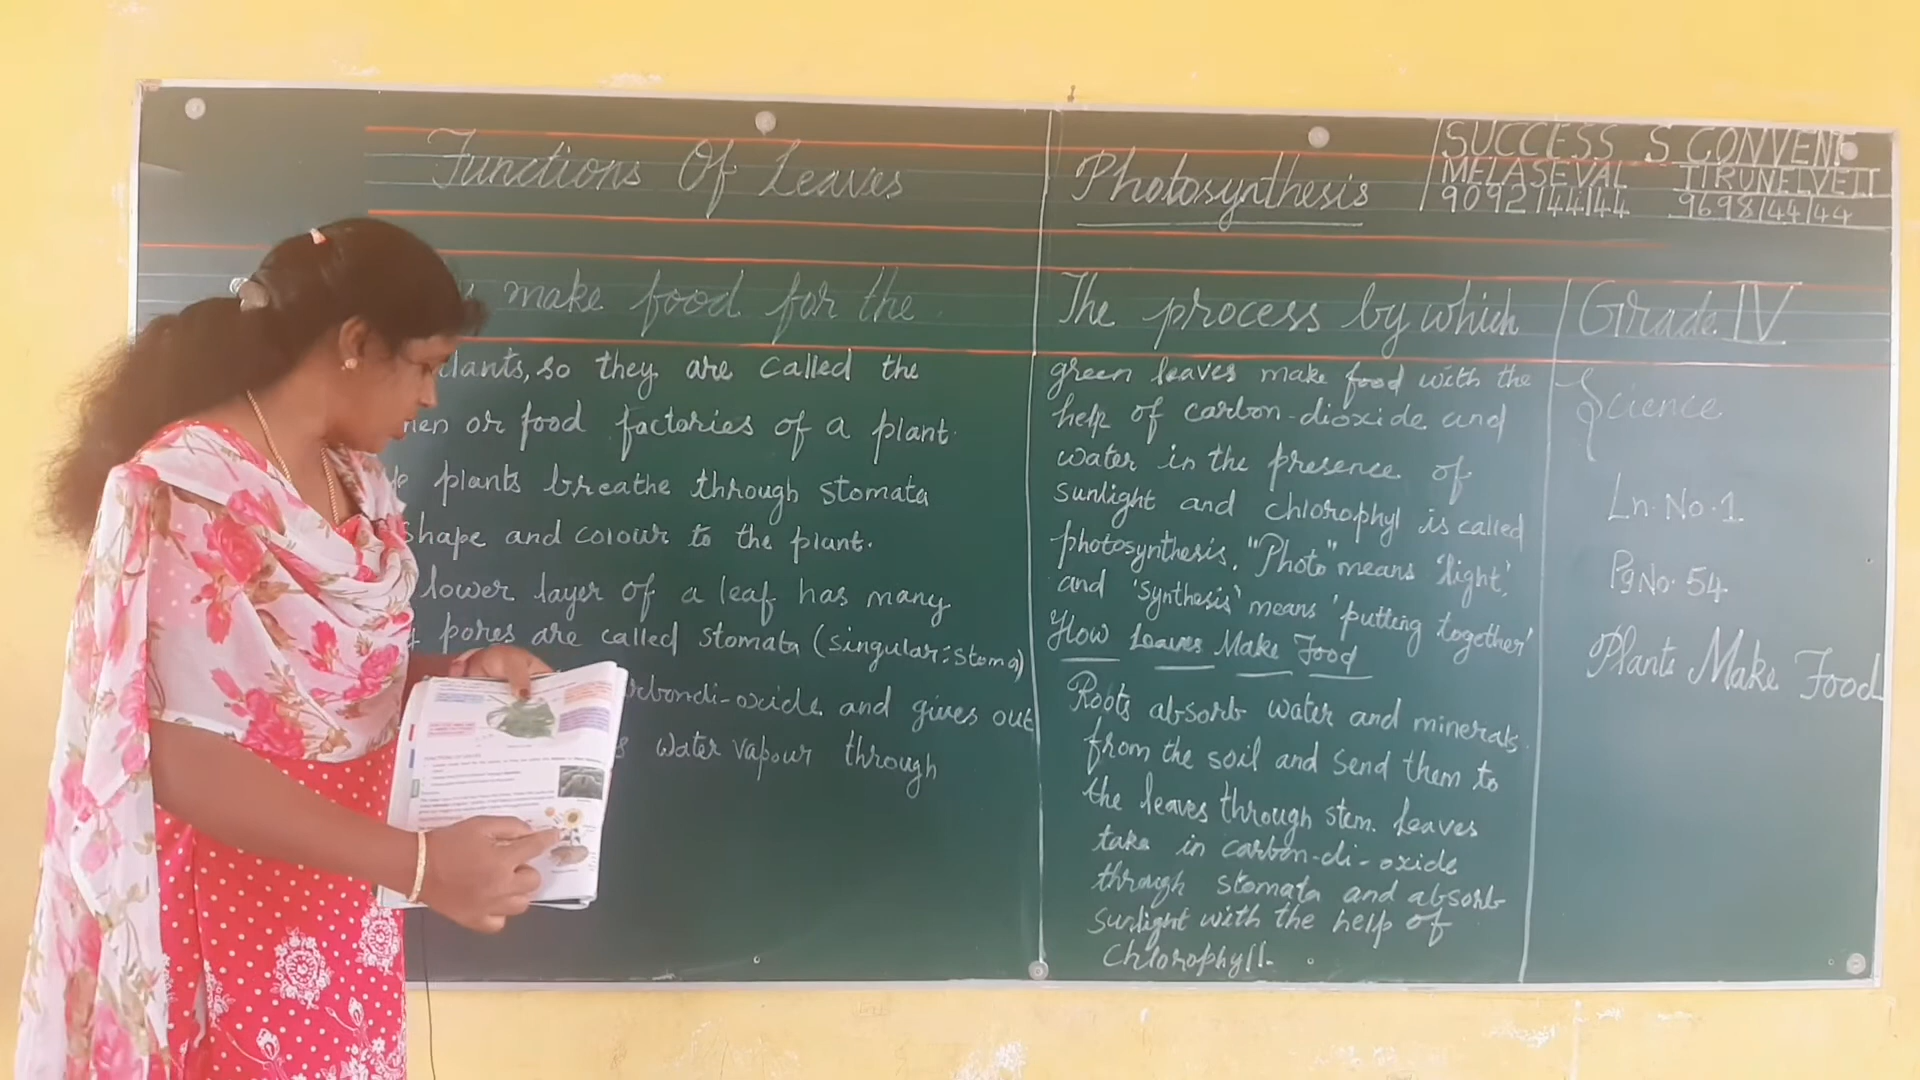 Functions Of Leaves
make food for the
plants, so they are called the
or food factories of a plant.
plants breathe through stomata
shape and colour to the plant.
lower layer of a leaf has many
pores are called stomata (singular: stoma)
and gives out
water vapour through
Photosynthesis
The process by which
green leaves make food with the
help of carbon-dioxide and
water in the presence of
sunlight and chlorophyl is called
photosynthesis. "Photo" means 'light'.
and 'Synthesis' means 'putting together'
How Leaves Make Food
Roots absorb water and minerals.
from the soil and send them to
the leaves through stem. Leaves
take in carbon-di-oxide
through stomata and absorb
sunlight with the help of
Chlorophyll.
SUCCESS S CONVENT
MELASEVAL TIRUNELVELI
9092144144 9698144144
Grade IV
Science
Ln. No. 1
Pg No. 54
Plants Make Food